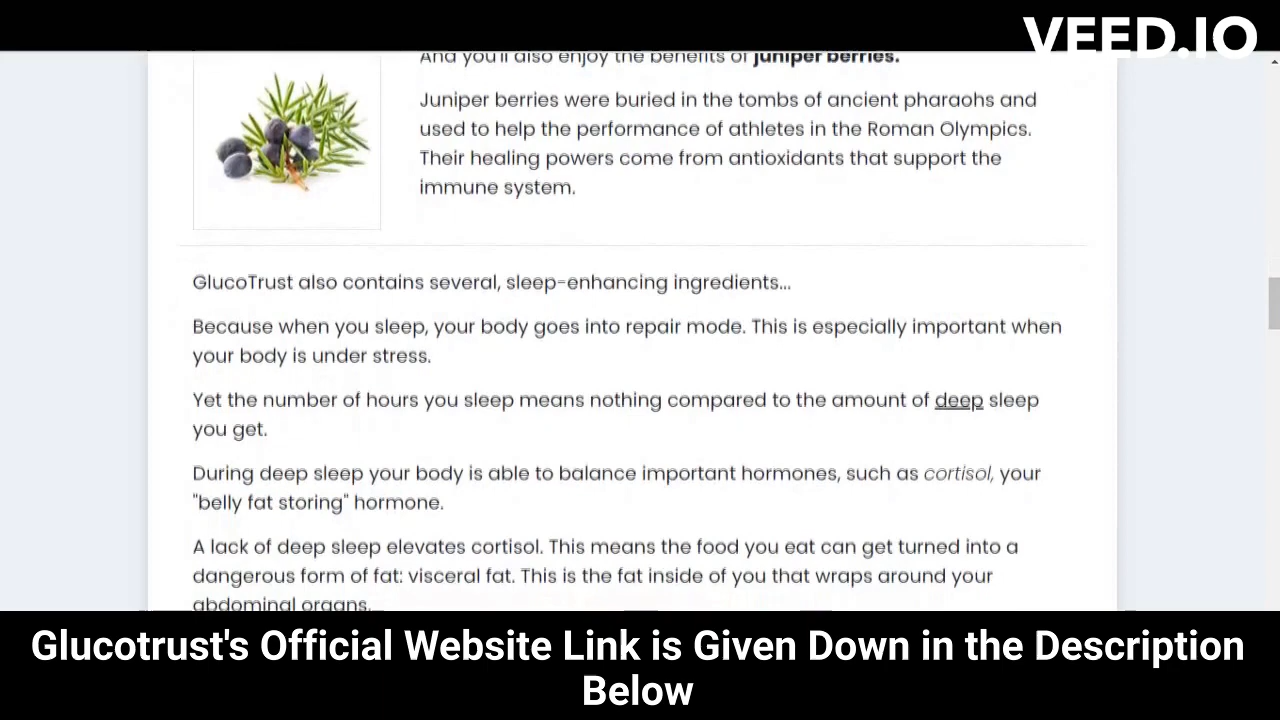 VEED.IO
And you'll also enjoy the benefits of juniper berries.
Juniper berries were buried in the tombs of ancient pharaohs and
used to help the performance of athletes in the Roman Olympics.
Their healing powers come from antioxidants that support the
immune system.
GlucoTrust also contains several, sleep-enhancing ingredients...
Because when you sleep, your body goes into repair mode. This is especially important when
your body is under stress.
Yet the number of hours you sleep means nothing compared to the amount of deep sleep
you get.
During deep sleep your body is able to balance important hormones, such as cortisol, your
"belly fat storing" hormone.
A lack of deep sleep elevates cortisol. This means the food you eat can get turned into a
dangerous form of fat: visceral fat. This is the fat inside of you that wraps around your
abdominal organs.
Glucotrust's Official Website Link is Given Down in the Description
Below